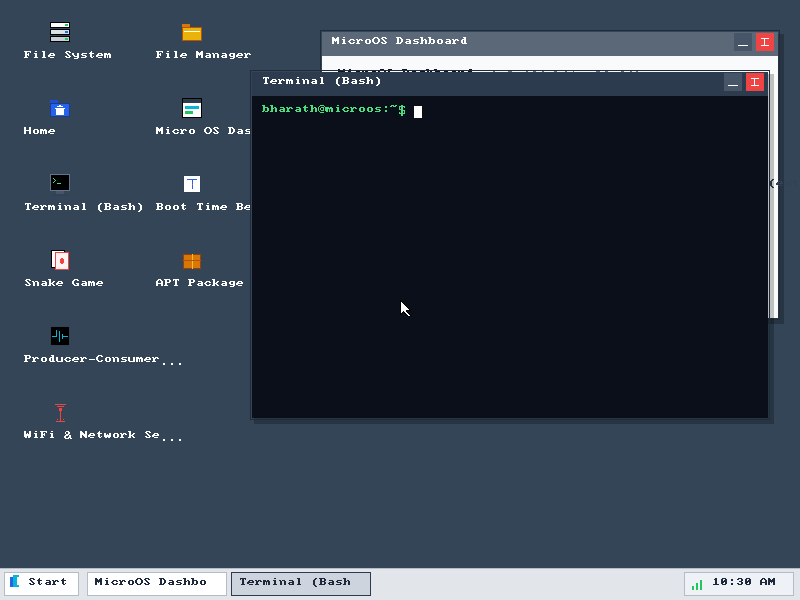 File System
File Manager
MicroOS Dashboard
Terminal (Bash)
bharath@microos:~$
Home
Micro OS Das
Terminal (Bash)
Boot Time Be
Snake Game
APT Package
Producer-Consumer...
WiFi & Network Se...
Start
MicroOS Dashbo
Terminal (Bash
10:30 AM